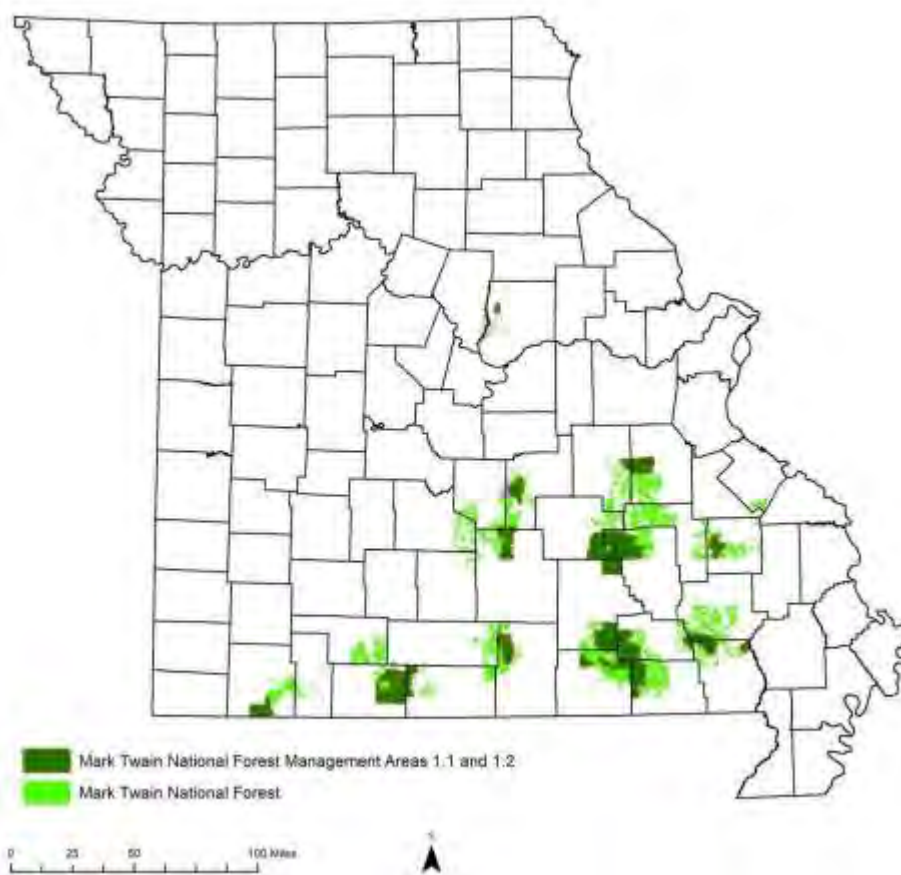 Mark Twain National Forest Management Areas 1.1 and 1:2
Mark Twain National Forest
0 25 50 100 Miles